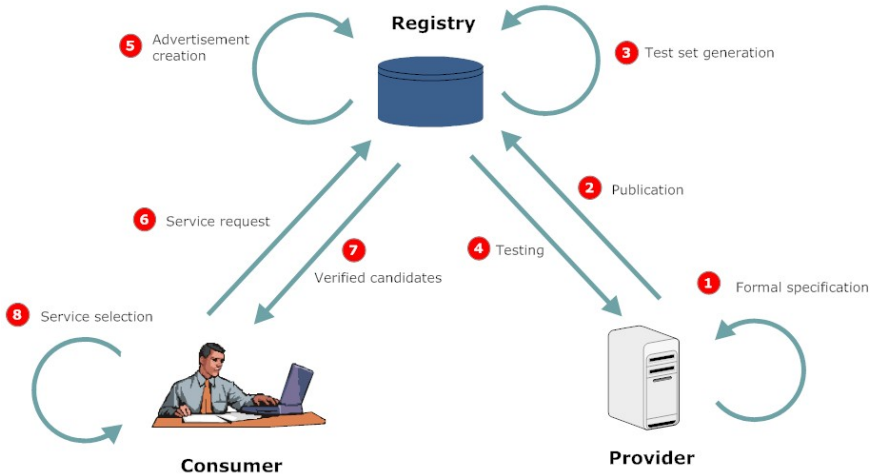 Registry
5 Advertisement
creation
3 Test set generation
2 Publication
6 Service request
4 Testing
7
Verified candidates
1 Formal specification
8 Service selection
Consumer
Provider